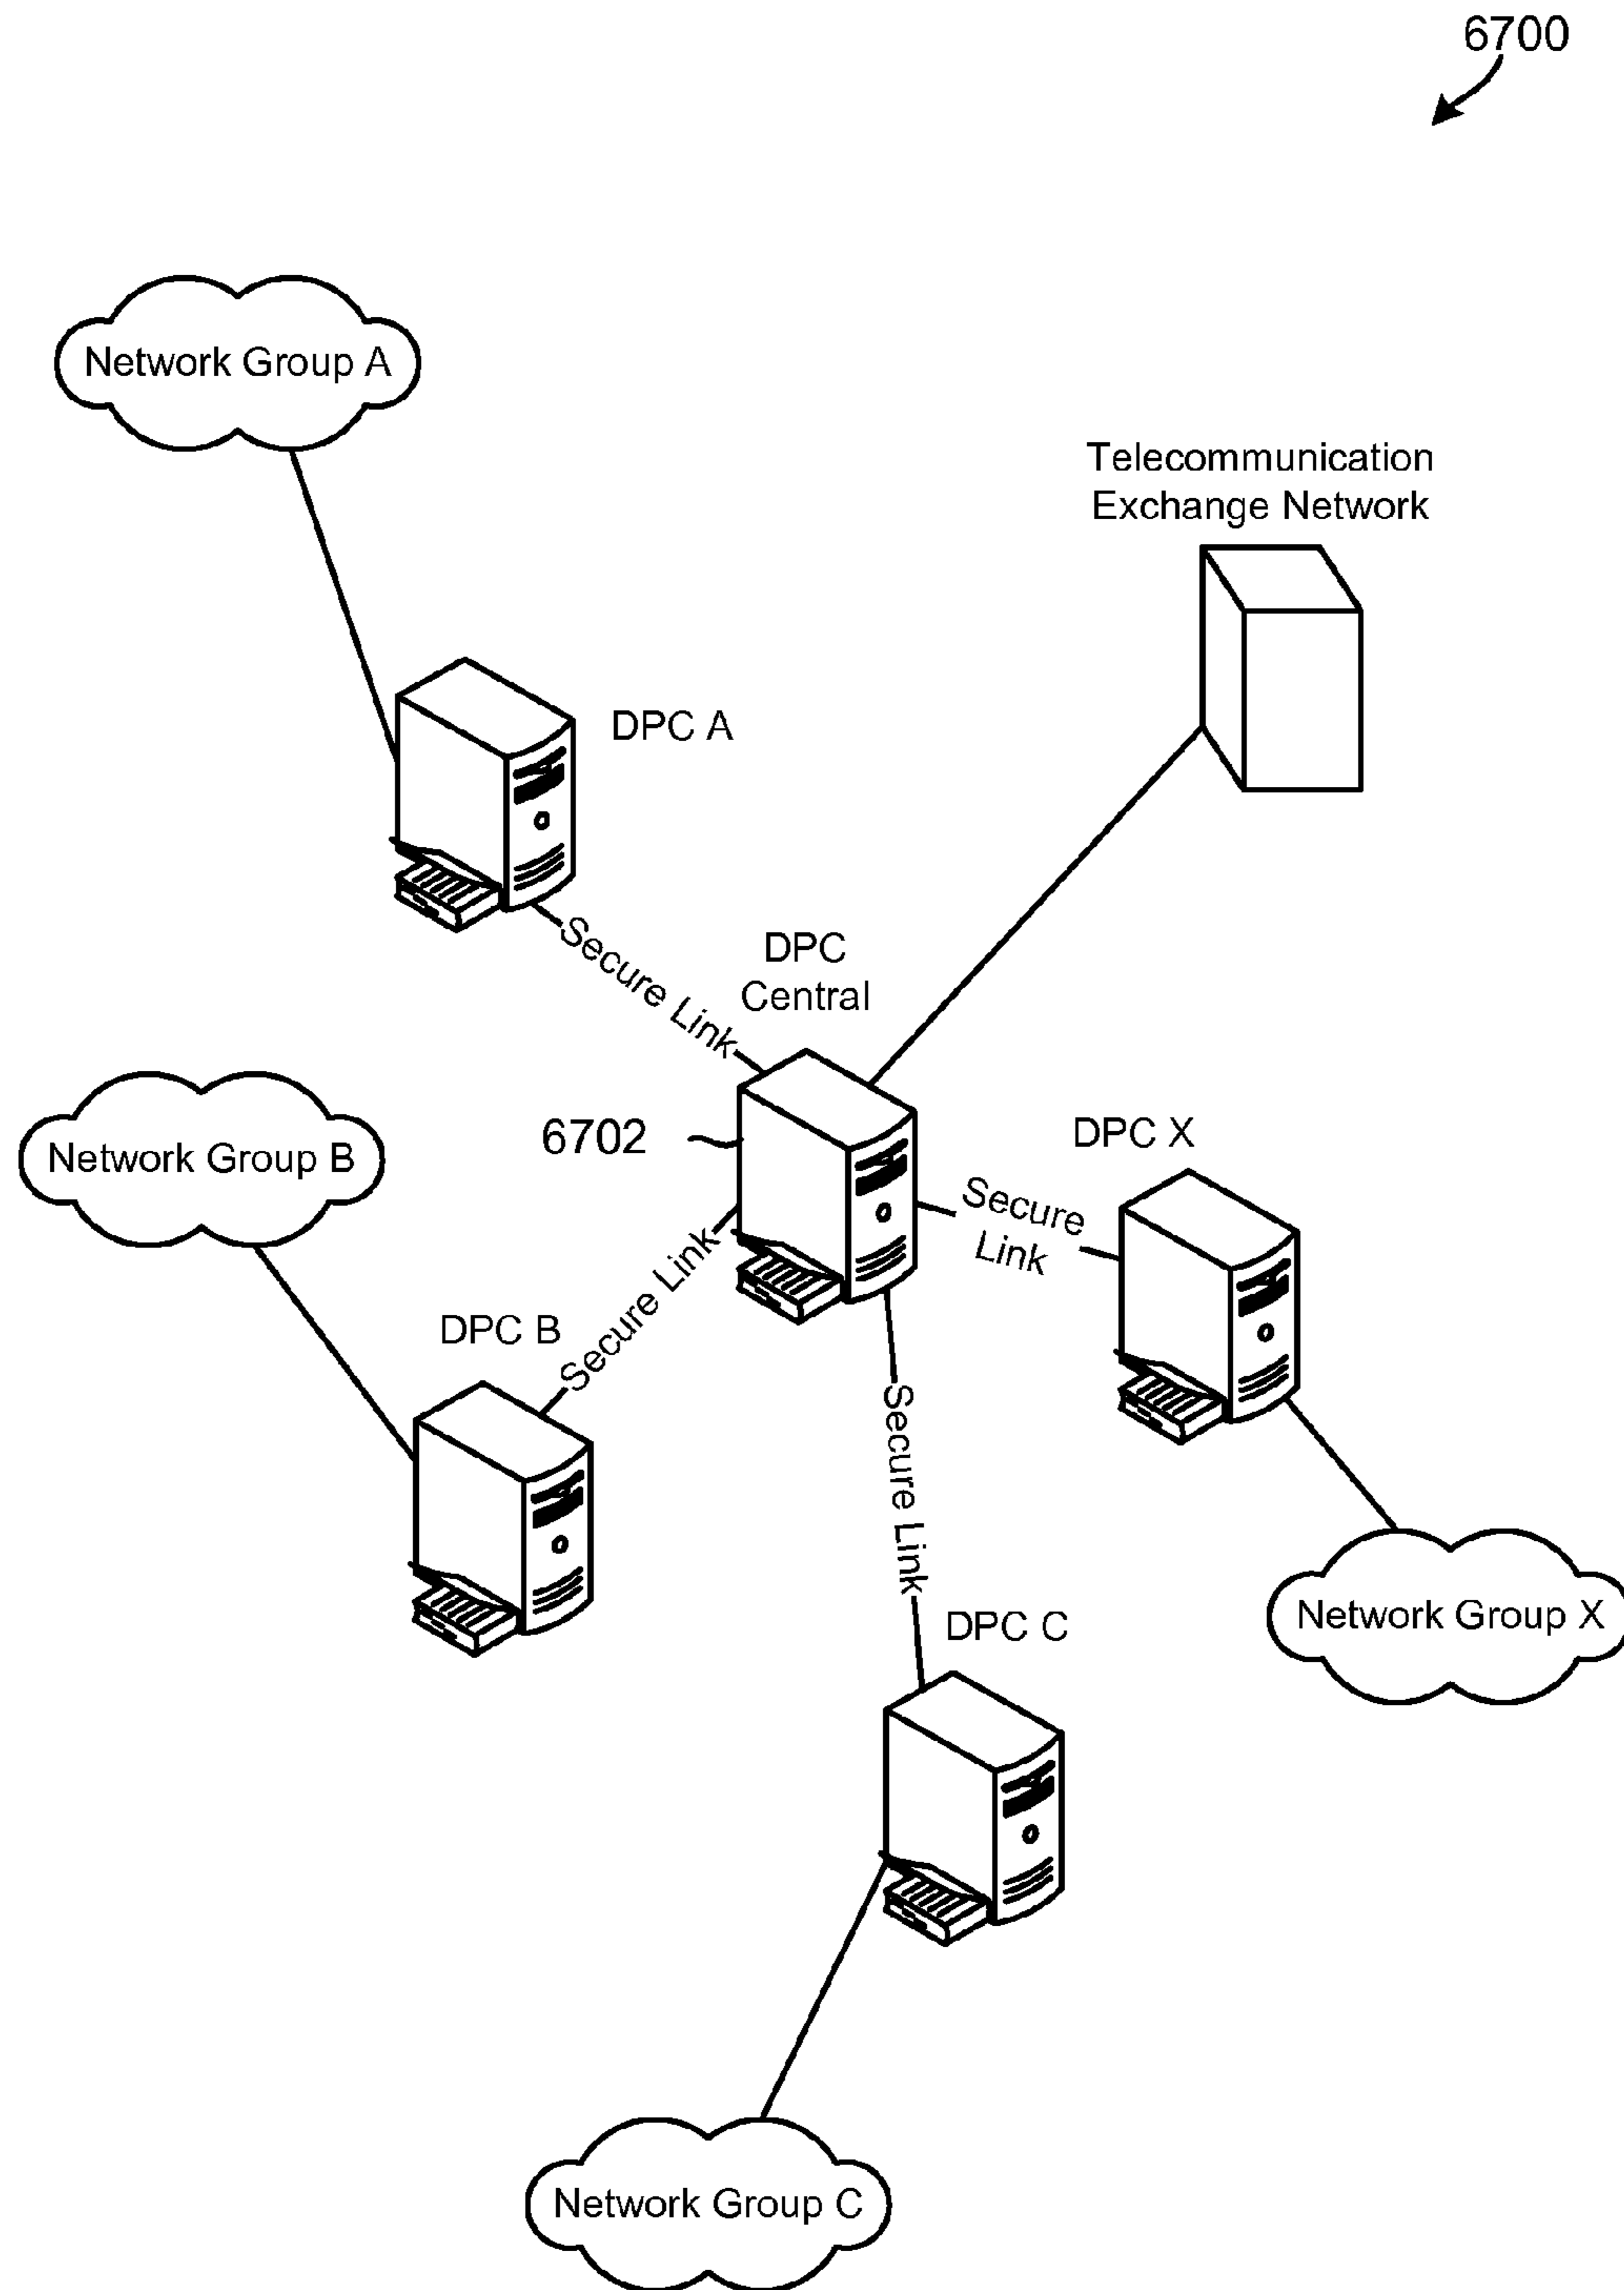 6700
Network Group A
Telecommunication
Exchange Network
DPC A
Secure Link
DPC
Central
6702
DPC X
Network Group B
Secure
Link
Secure Link
DPC B
Secure Link
Network Group X
DPC C
Network Group C